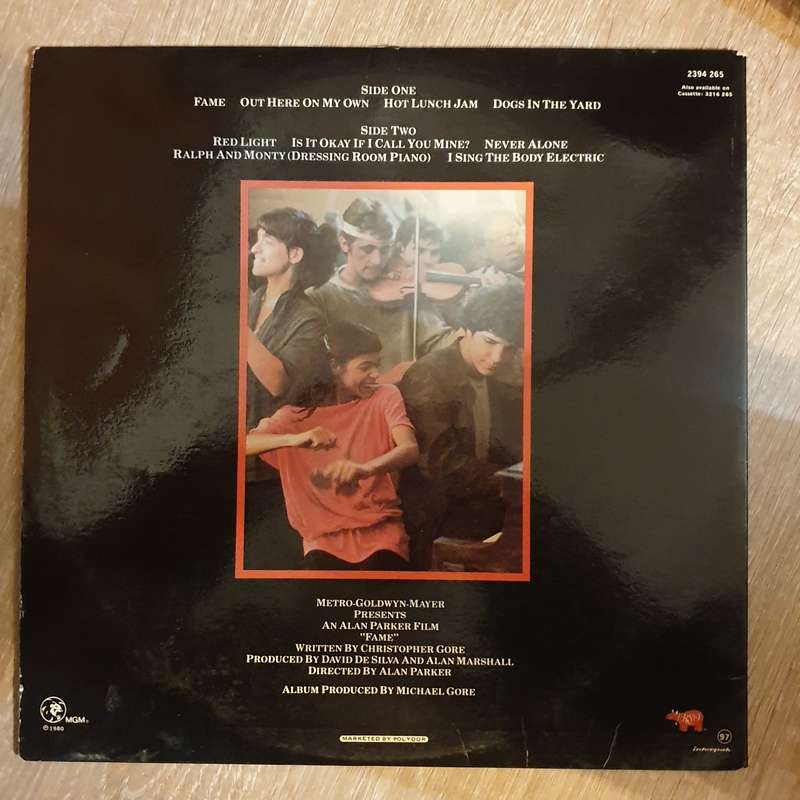 2394 265
Also available on
Cassette: 3216 265
SIDE ONE
FAME OUT HERE ON MY OWN HOT LUNCH JAM DOGS IN THE YARD
SIDE TWO
RED LIGHT IS IT OKAY IF I CALL YOU MINE? NEVER ALONE
RALPH AND MONTY (DRESSING ROOM PIANO) I SING THE BODY ELECTRIC
METRO-GOLDWYN-MAYER
PRESENTS
AN ALAN PARKER FILM
"FAME"
WRITTEN BY CHRISTOPHER GORE
PRODUCED BY DAVID DE SILVA AND ALAN MARSHALL
DIRECTED BY ALAN PARKER
ALBUM PRODUCED BY MICHAEL GORE
MGM
© 1980
MARKETED BY POLYDOR
97